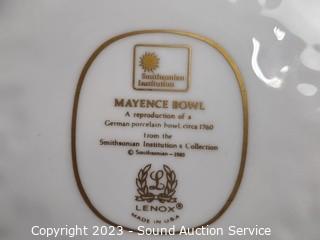 Smithsonian
Institution
MAYENCE BOWL
A reproduction of a
German porcelain bowl, circa 1760
from the
Smithsonian Institution's Collection
© Smithsonian - 1985
L
LENOX®
MADE IN USA
Copyright 2023 - Sound Auction Service